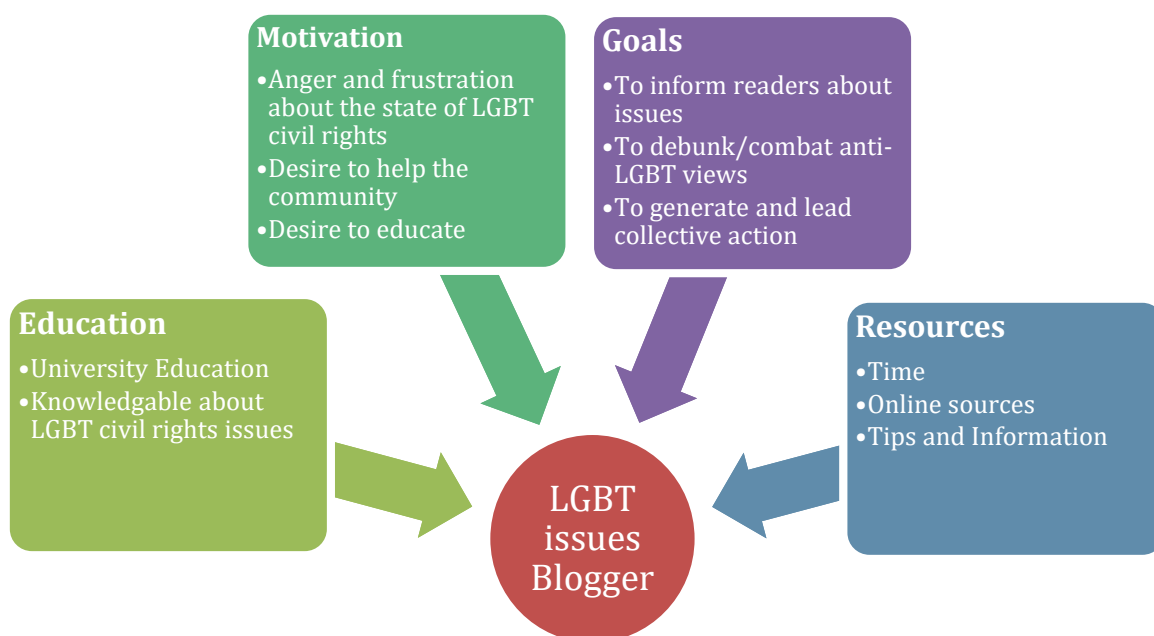 Motivation
•Anger and frustration
about the state of LGBT
civil rights
•Desire to help the
community
•Desire to educate
Goals
•To inform readers about
issues
•To debunk/combat anti-
LGBT views
•To generate and lead
collective action
Education
•University Education
•Knowledgable about
LGBT civil rights issues
Resources
•Time
•Online sources
•Tips and Information
LGBT
issues
Blogger